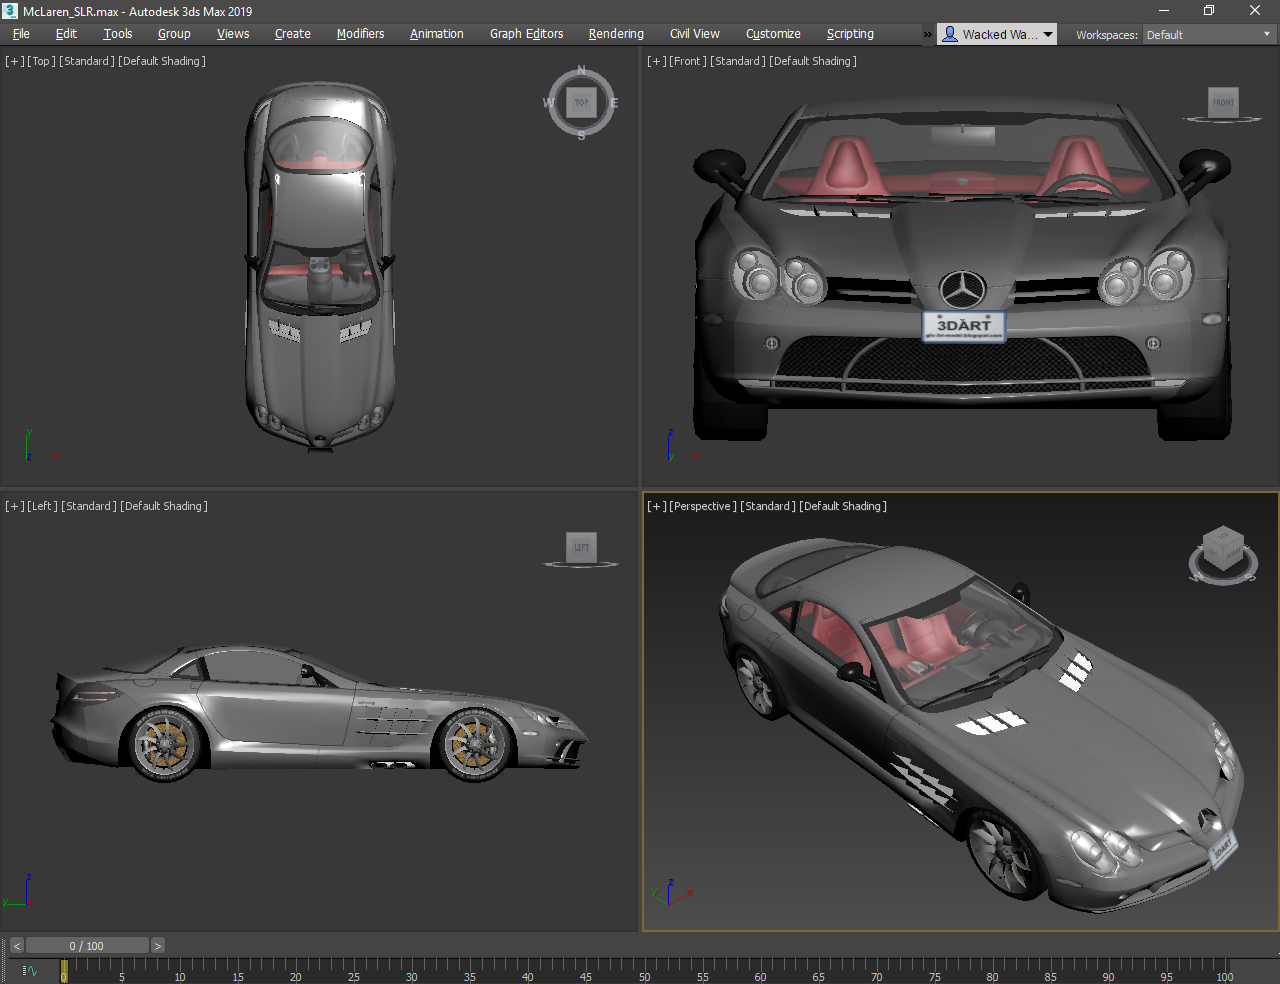 McLaren_SLR.max - Autodesk 3ds Max 2019
File Edit Tools Group Views Create Modifiers Animation Graph Editors Rendering Civil View Customize Scripting » Wacked Wa... Workspaces: Default
[+] [Top] [Standard] [Default Shading]
N
W TOP E
S
y
z x
[+] [Front] [Standard] [Default Shading]
FRONT
3DART
z
y x
[+] [Left] [Standard] [Default Shading]
LEFT
z
y x
[+] [Perspective] [Standard] [Default Shading]
W S
3DART
z
y x
< 0 / 100 >
0 5 10 15 20 25 30 35 40 45 50 55 60 65 70 75 80 85 90 95 100